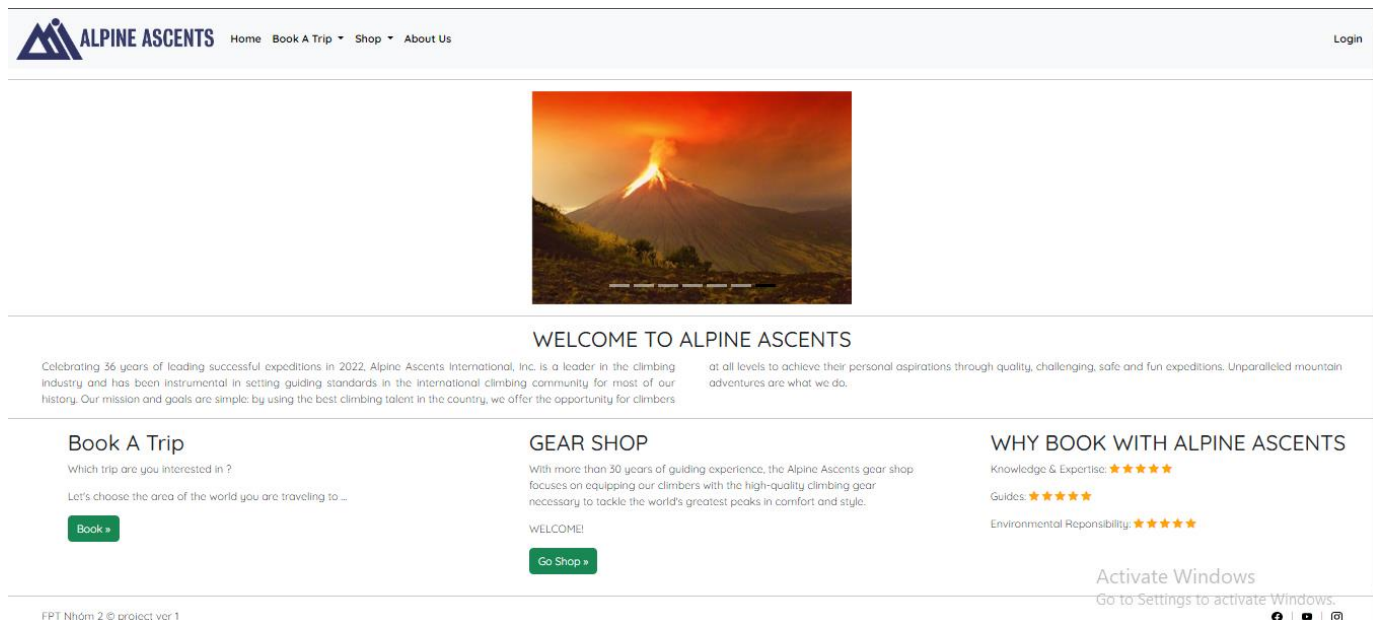 ALPINE ASCENTS
Home Book A Trip Shop About Us
Login
WELCOME TO ALPINE ASCENTS
Celebrating 36 years of leading successful expeditions in 2022, Alpine Ascents International, Inc. is a leader in the climbing
industry and has been instrumental in setting guiding standards in the international climbing community for most of our
history. Our mission and goals are simple: by using the best climbing talent in the country, we offer the opportunity for climbers
at all levels to achieve their personal aspirations through quality, challenging, safe and fun expeditions. Unparalleled mountain
adventures are what we do.
Book A Trip
Which trip are you interested in ?
Let's choose the area of the world you are traveling to ...
Book »
GEAR SHOP
With more than 30 years of guiding experience, the Alpine Ascents gear shop
focuses on equipping our climbers with the high-quality climbing gear
necessary to tackle the world's greatest peaks in comfort and style.
WELCOME!
Go Shop »
WHY BOOK WITH ALPINE ASCENTS
Knowledge & Expertise: ★★★★★
Guides: ★★★★★
Environmental Reponsibility: ★★★★★
Activate Windows
Go to Settings to activate Windows.
FPT Nhóm 2 © project ver 1